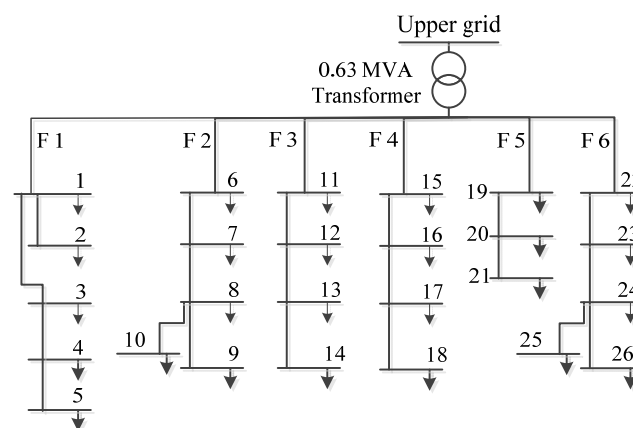 Upper grid
0.63 MVA
Transformer
F 1 F 2 F 3 F 4 F 5 F 6
1 6 11 15 19
2 7 12 16 20 23
3 8 13 17 21 24
10 25
4 9 14 18 26
5